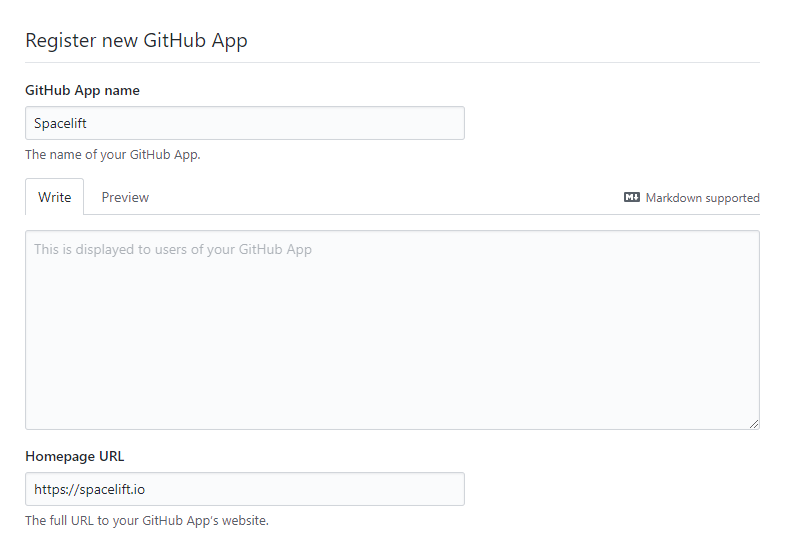 Register new GitHub App
GitHub App name
Spacelift
The name of your GitHub App.
Write Preview Markdown supported
This is displayed to users of your GitHub App
Homepage URL
https://spacelift.io
The full URL to your GitHub App's website.